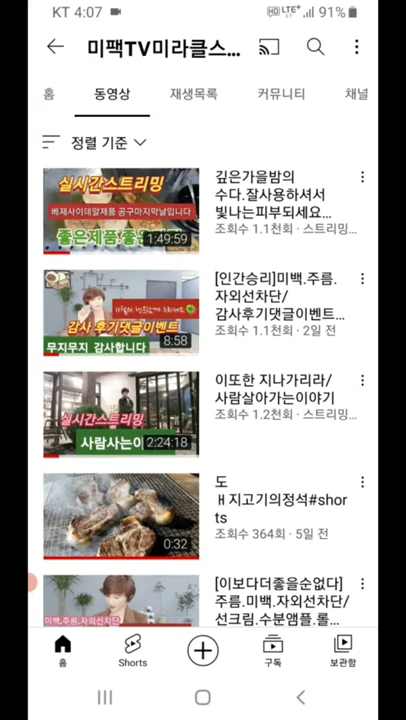 KT 4:07
HD LTE+ 91%
미팩TV미라클스...
홈 동영상 재생목록 커뮤니티 채널
정렬 기준
실시간스트리밍
베제사이데알제품 공구마지막날입니다
좋은제품.좋은
1:49:59
깊은가을밤의
수다.잘사용하셔서
빛나는피부되세요...
조회수 1.1천회 · 스트리밍...
감사 후기댓글이벤트
무지무지 감사합니다
8:58
[인간승리]미백.주름.
자외선차단/
감사후기댓글이벤트...
조회수 1.1천회 · 2일 전
실시간스트리밍
사람사는이
2:24:18
이또한 지나가리라/
사람살아가는이야기
조회수 1.2천회 · 스트리밍...
0:32
도
ㅐ지고기의정석#shor
ts
조회수 364회 · 5일 전
미백.주름.자외선차단
[이보다더좋을순없다]
주름.미백.자외선차단/
선크림.수분앰플.롤...
홈
Shorts
구독
보관함